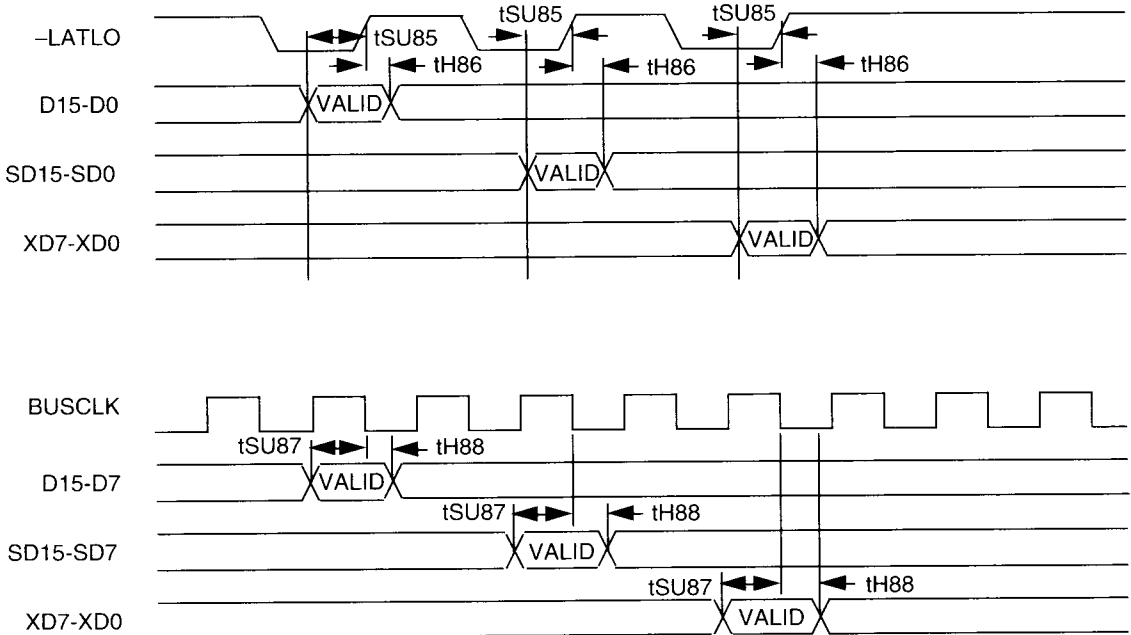 –LATLO
tSU85
tSU85
tSU85
tH86
tH86
tH86
D15-D0
VALID
SD15-SD0
VALID
XD7-XD0
VALID
BUSCLK
tSU87
tH88
D15-D7
VALID
tSU87
tH88
SD15-SD7
VALID
tSU87
tH88
XD7-XD0
VALID